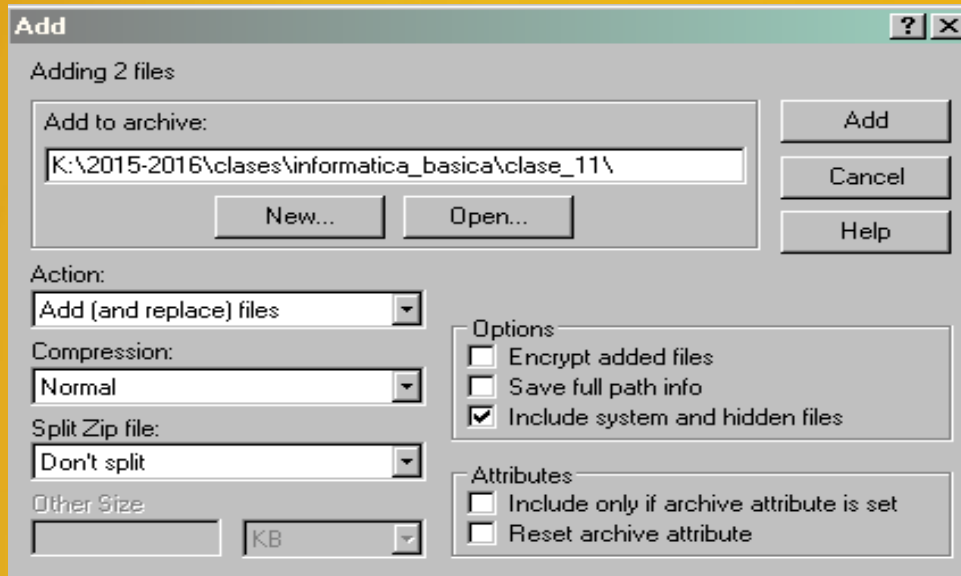 Add
Adding 2 files
Add to archive:
K:\2015-2016\clases\informatica_basica\clase_11\
New...
Open...
Add
Cancel
Help
Action:
Add (and replace) files
Compression:
Normal
Split Zip file:
Don't split
Other Size
KB
Options
Encrypt added files
Save full path info
Include system and hidden files
Attributes
Include only if archive attribute is set
Reset archive attribute